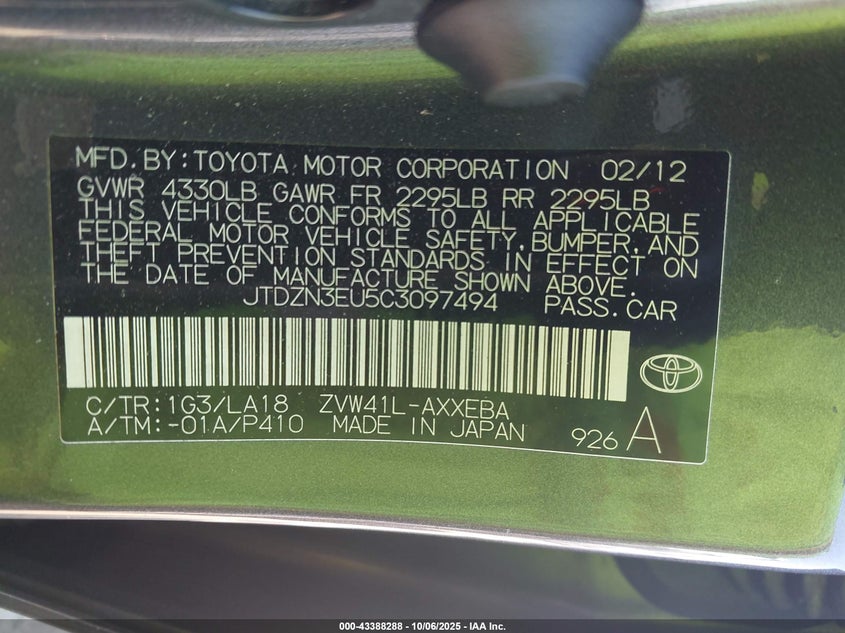 MFD. BY: TOYOTA MOTOR CORPORATION 02/12
GVWR 4330LB GAWR FR 2295LB RR 2295LB
THIS VEHICLE CONFORMS TO ALL APPLICABLE
FEDERAL MOTOR VEHICLE SAFETY, BUMPER, AND
THEFT PREVENTION STANDARDS IN EFFECT ON
THE DATE OF MANUFACTURE SHOWN ABOVE.
JTDZN3EU5C3097494 PASS. CAR
C/TR: 1G3/LA18 ZVW41L-AXXEBA
A/TM: -01A/P410 MADE IN JAPAN 926 A
000-43388288 - 10/06/2025 - IAA Inc.